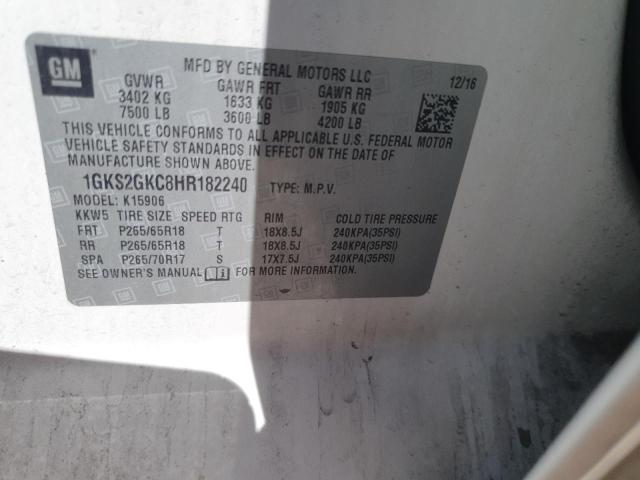 GM
MFD BY GENERAL MOTORS LLC 12/16
GVWR GAWR FRT GAWR RR
3402 KG 1633 KG 1905 KG
7500 LB 3600 LB 4200 LB
THIS VEHICLE CONFORMS TO ALL APPLICABLE U.S. FEDERAL MOTOR
VEHICLE SAFETY STANDARDS IN EFFECT ON THE DATE OF
MANUFACTURE SHOWN ABOVE.
1GKS2GKC8HR182240 TYPE: M.P.V.
MODEL: K15906
KKW5 TIRE SIZE SPEED RTG RIM COLD TIRE PRESSURE
FRT P265/65R18 T 18X8.5J 240KPA(35PSI)
RR P265/65R18 T 18X8.5J 240KPA(35PSI)
SPA P265/70R17 S 17X7.5J 240KPA(35PSI)
SEE OWNER'S MANUAL FOR MORE INFORMATION.